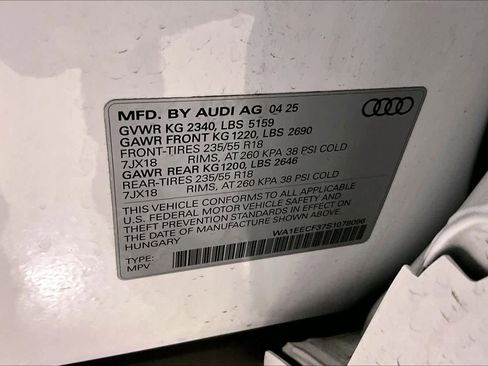 MFD. BY AUDI AG 04 25
GVWR KG 2340, LBS 5159
GAWR FRONT KG 1220, LBS 2690
FRONT-TIRES 235/55 R18
7JX18 RIMS, AT 260 KPA 38 PSI COLD
GAWR REAR KG1200, LBS 2646
REAR-TIRES 235/55 R18
7JX18 RIMS, AT 260 KPA 38 PSI COLD
THIS VEHICLE CONFORMS TO ALL APPLICABLE
U.S. FEDERAL MOTOR VEHICLE SAFETY AND
THEFT PREVENTION STANDARDS IN EFFECT ON
THE DATE OF MANUFACTURE SHOWN ABOVE.
HUNGARY
WA1EECF37S1078006
TYPE:
MPV